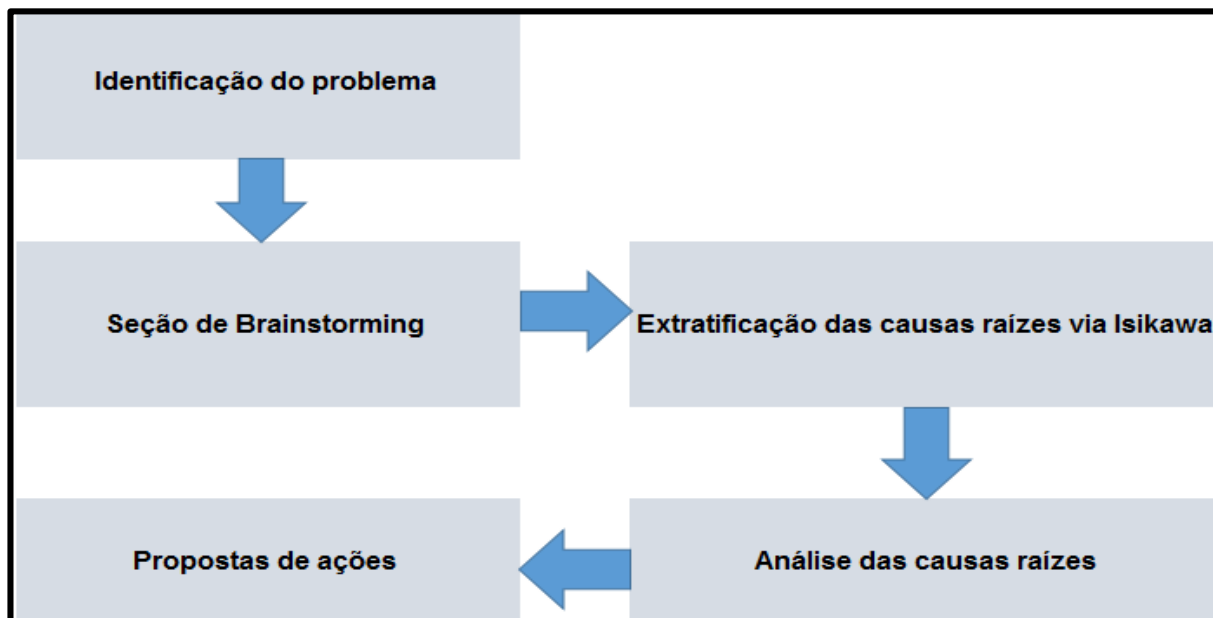 Identificação do problema
Seção de Brainstorming
Extratificação das causas raízes via Isikawa
Análise das causas raízes
Propostas de ações